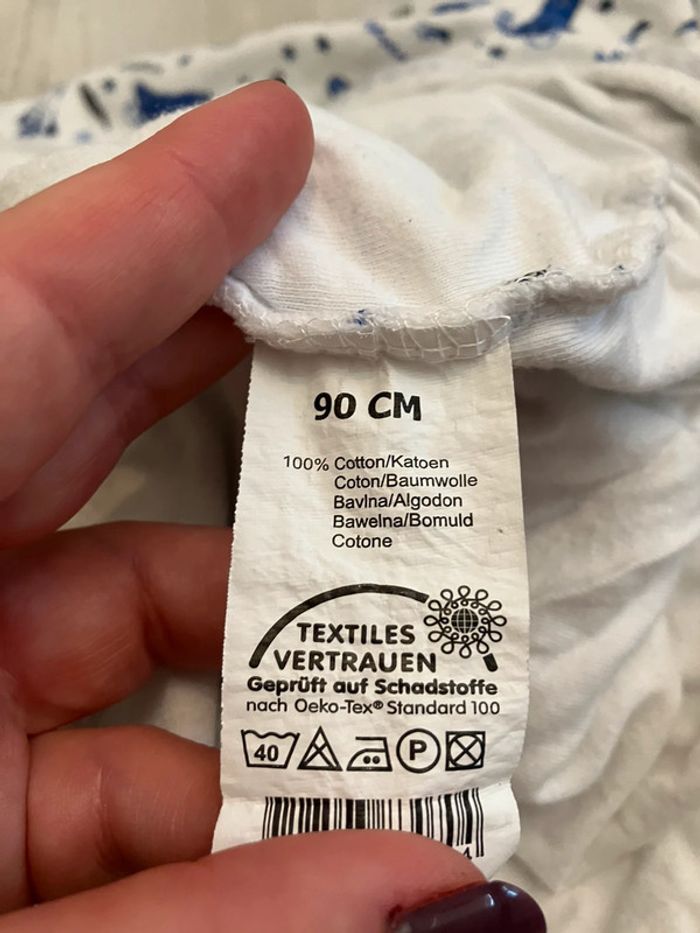 90 CM
100% Cotton/Katoen
Coton/Baumwolle
Bavlna/Algodon
Bawelna/Bomuld
Cotone
TEXTILES
VERTRAUEN
Geprüft auf Schadstoffe
nach Oeko-Tex® Standard 100
40 P